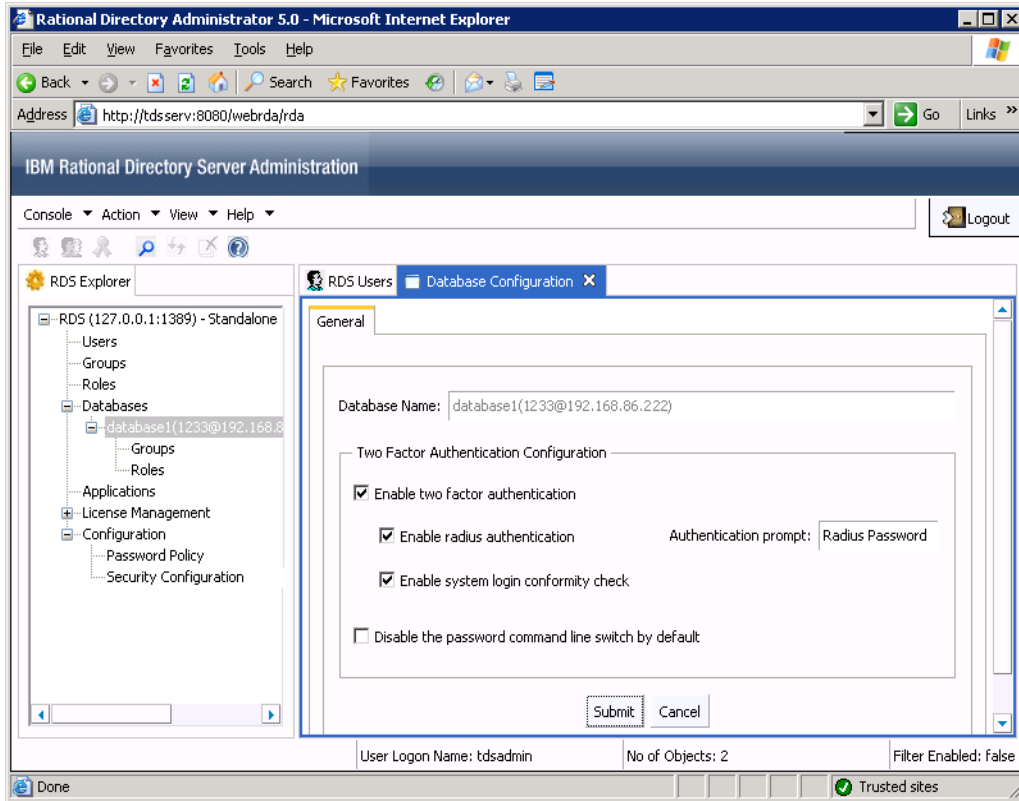 Rational Directory Administrator 5.0 - Microsoft Internet Explorer
File Edit View Favorites Tools Help
Back Search Favorites
Address http://tdsserv:8080/webrda/rda Go Links »
IBM Rational Directory Server Administration
Console Action View Help
Logout
RDS Explorer
RDS Users Database Configuration
RDS (127.0.0.1:1389) - Standalone
Users
Groups
Roles
Databases
database1(1233@192.168.8
Groups
Roles
Applications
License Management
Configuration
Password Policy
Security Configuration
General
Database Name: database1(1233@192.168.86.222)
Two Factor Authentication Configuration
Enable two factor authentication
Enable radius authentication Authentication prompt: Radius Password
Enable system login conformity check
Disable the password command line switch by default
Submit Cancel
User Logon Name: tdsadmin No of Objects: 2 Filter Enabled: false
Done Trusted sites